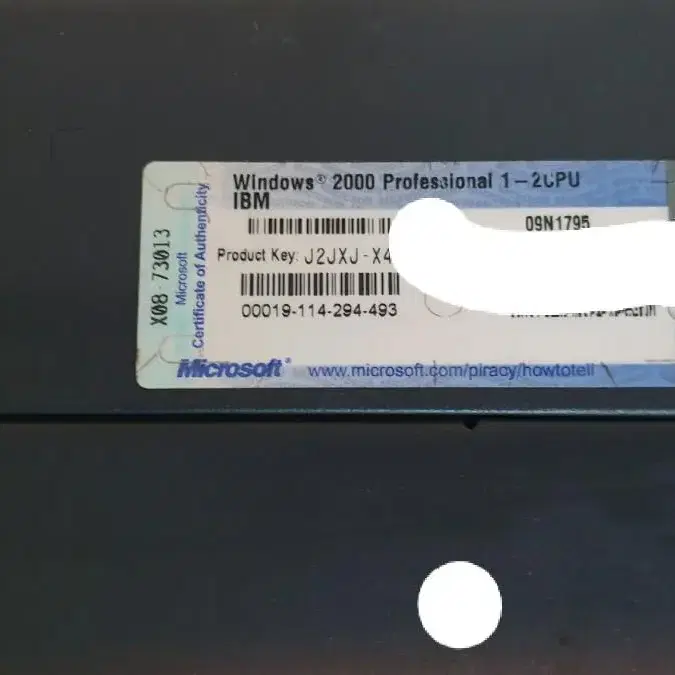 Windows® 2000 Professional 1-2CPU
IBM
09N1795
Product Key: J2JXJ-X4
00019-114-294-493
Microsoft® www.microsoft.com/piracy/howtotell
X08-73013
Microsoft
Certificate of Authenticity